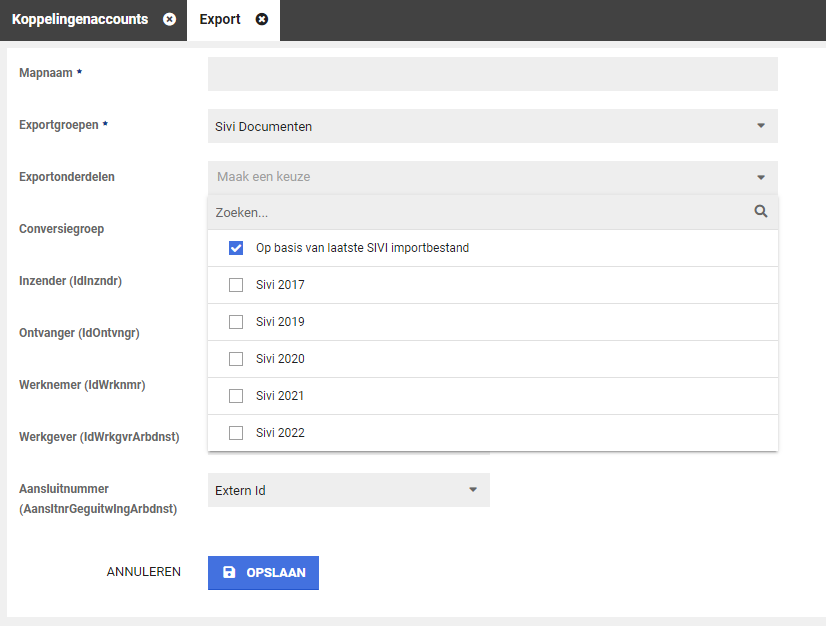 Koppelingenaccounts
Export
Mapnaam *
Exportgroepen *
Sivi Documenten
Exportonderdelen
Maak een keuze
Zoeken...
Conversiegroep
Op basis van laatste SIVI importbestand
Inzender (IdInzndr)
Sivi 2017
Sivi 2019
Ontvanger (IdOntvngr)
Sivi 2020
Werknemer (IdWrknmr)
Sivi 2021
Werkgever (IdWrkgvrArbdnst)
Sivi 2022
Aansluitnummer
(AansltnrGeguitwlngArbdnst)
Extern Id
ANNULEREN
OPSLAAN